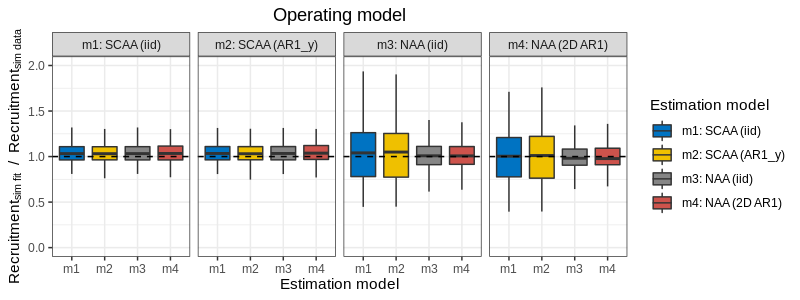 Operating model
m1: SCAA (iid)
m2: SCAA (AR1_y)
m3: NAA (iid)
m4: NAA (2D AR1)
Recruitment sim fit / Recruitment sim data
2.0
1.5
1.0
0.5
0.0
m1 m2 m3 m4
m1 m2 m3 m4
m1 m2 m3 m4
m1 m2 m3 m4
Estimation model
Estimation model
m1: SCAA (iid)
m2: SCAA (AR1_y)
m3: NAA (iid)
m4: NAA (2D AR1)